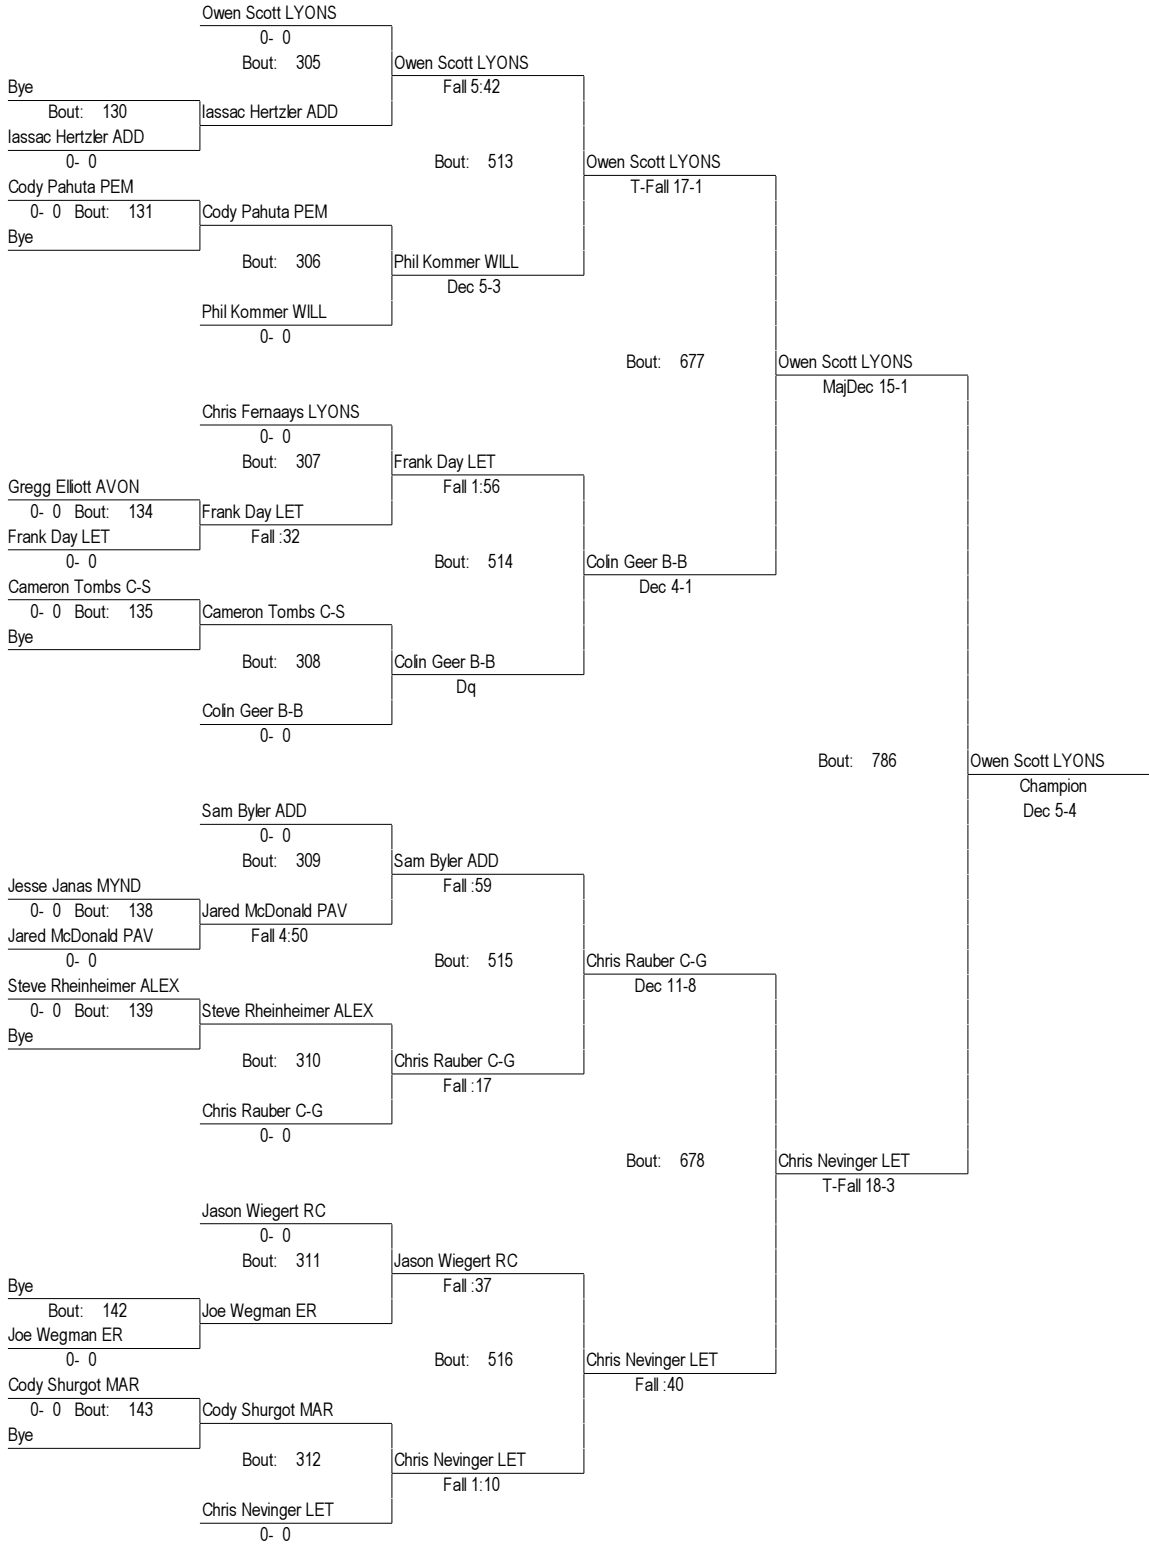 Owen Scott LYONS
0- 0
Bout: 305
Owen Scott LYONS
Bye
Fall 5:42
Bout: 130
Iassac Hertzler ADD
Iassac Hertzler ADD
0- 0
Bout: 513
Owen Scott LYONS
Cody Pahuta PEM
T-Fall 17-1
0- 0 Bout: 131
Cody Pahuta PEM
Bye
Bout: 306
Phil Kommer WILL
Dec 5-3
Phil Kommer WILL
0- 0
Bout: 677
Owen Scott LYONS
MajDec 15-1
Chris Fernaays LYONS
0- 0
Bout: 307
Frank Day LET
Gregg Elliott AVON
Fall 1:56
0- 0 Bout: 134
Frank Day LET
Frank Day LET
Fall :32
0- 0
Bout: 514
Colin Geer B-B
Cameron Tombs C-S
Dec 4-1
0- 0 Bout: 135
Cameron Tombs C-S
Bye
Bout: 308
Colin Geer B-B
Dq
Colin Geer B-B
0- 0
Bout: 786
Owen Scott LYONS
Champion
Dec 5-4
Sam Byler ADD
0- 0
Bout: 309
Sam Byler ADD
Jesse Janas MYND
Fall :59
0- 0 Bout: 138
Jared McDonald PAV
Jared McDonald PAV
Fall 4:50
0- 0
Bout: 515
Chris Rauber C-G
Steve Rheinheimer ALEX
Dec 11-8
0- 0 Bout: 139
Steve Rheinheimer ALEX
Bye
Bout: 310
Chris Rauber C-G
Fall :17
Chris Rauber C-G
0- 0
Bout: 678
Chris Nevinger LET
T-Fall 18-3
Jason Wiegert RC
0- 0
Bout: 311
Jason Wiegert RC
Bye
Fall :37
Bout: 142
Joe Wegman ER
Joe Wegman ER
0- 0
Bout: 516
Chris Nevinger LET
Cody Shurgot MAR
Fall :40
0- 0 Bout: 143
Cody Shurgot MAR
Bye
Bout: 312
Chris Nevinger LET
Fall 1:10
Chris Nevinger LET
0- 0